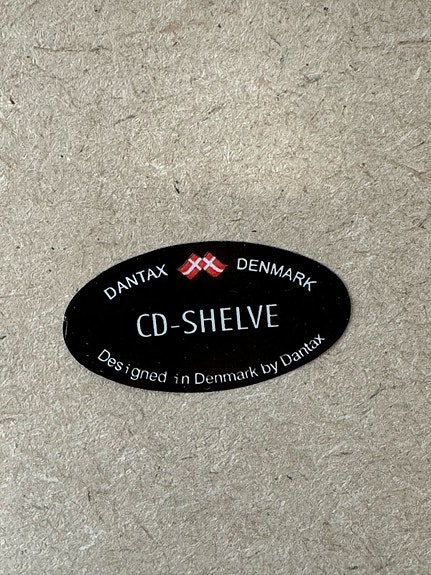 DANTAX DENMARK
CD-SHELVE
Designed in Denmark by Dantax